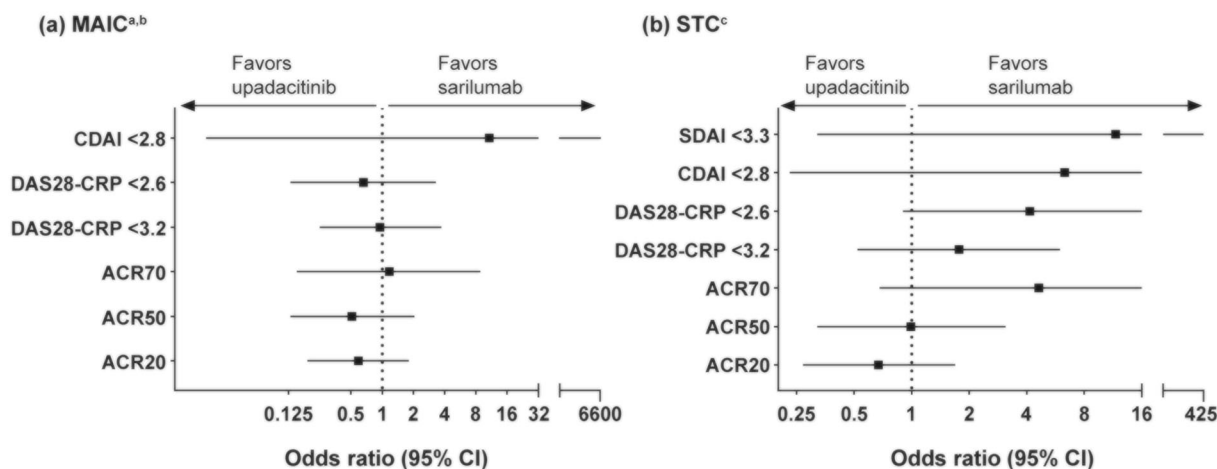 (a) MAICa,b
Favors upadacitinib
Favors sarilumab
CDAI <2.8
DAS28-CRP <2.6
DAS28-CRP <3.2
ACR70
ACR50
ACR20
0.125 0.5 1 2 4 8 16 32 6600
Odds ratio (95% CI)
(b) STCc
Favors upadacitinib
Favors sarilumab
SDAI <3.3
CDAI <2.8
DAS28-CRP <2.6
DAS28-CRP <3.2
ACR70
ACR50
ACR20
0.25 0.5 1 2 4 8 16 425
Odds ratio (95% CI)